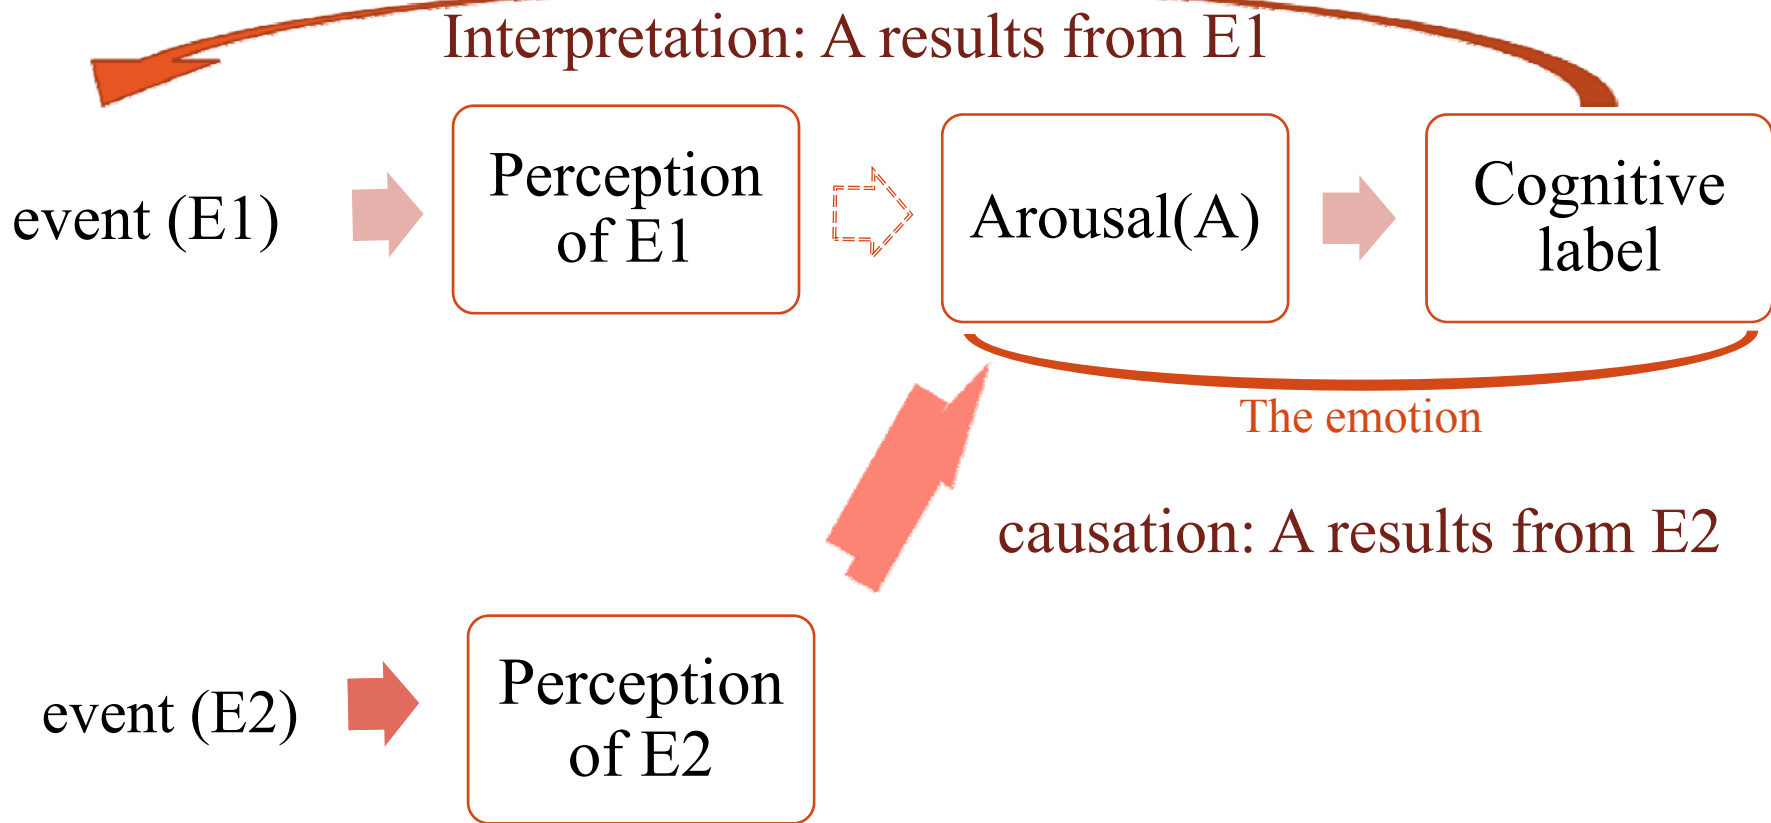 Interpretation: A results from E1
event (E1)
Perception
of E1
Arousal(A)
Cognitive
label
The emotion
causation: A results from E2
event (E2)
Perception
of E2